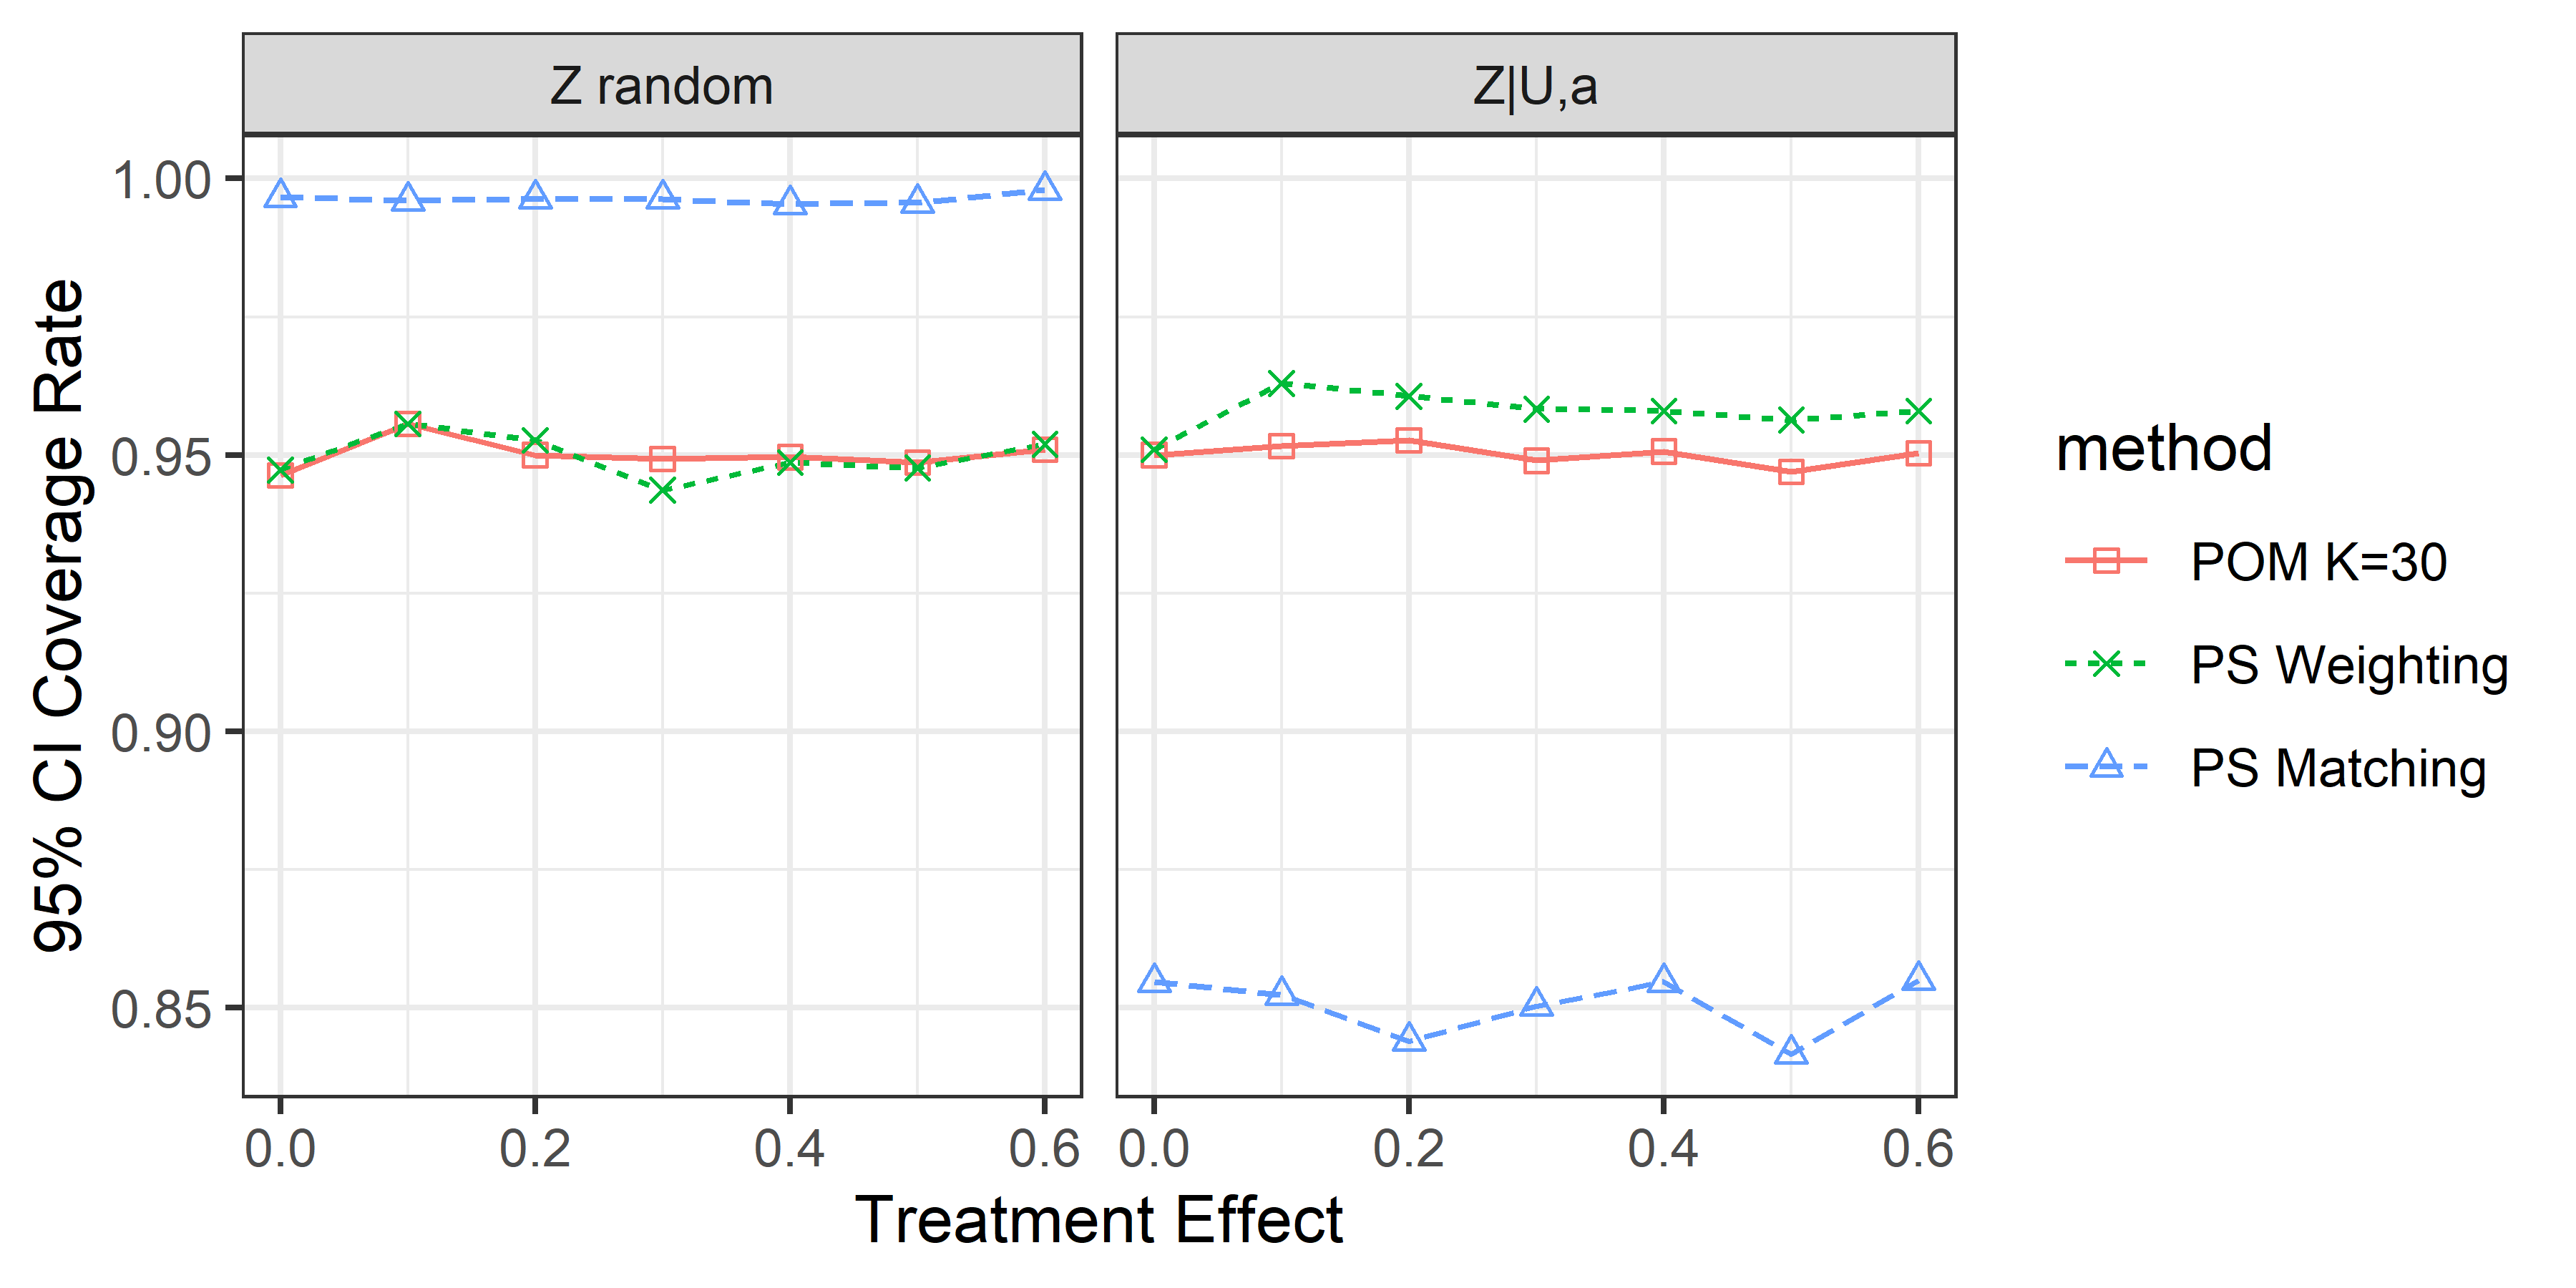 Z random
Z|U,a
95% CI Coverage Rate
1.00
0.95
0.90
0.85
0.0 0.2 0.4 0.6
0.0 0.2 0.4 0.6
Treatment Effect
method
POM K=30
PS Weighting
PS Matching